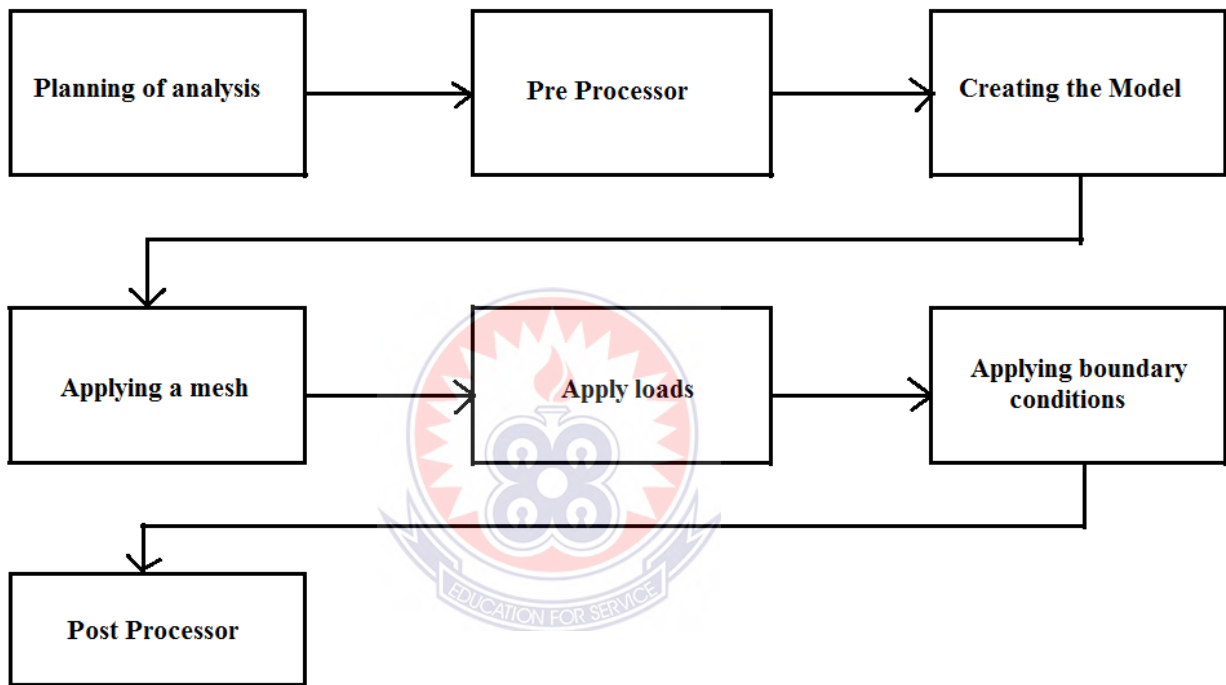 Planning of analysis
Pre Processor
Creating the Model
Applying a mesh
Apply loads
Applying boundary
conditions
Post Processor
EDUCATION FOR SERVICE